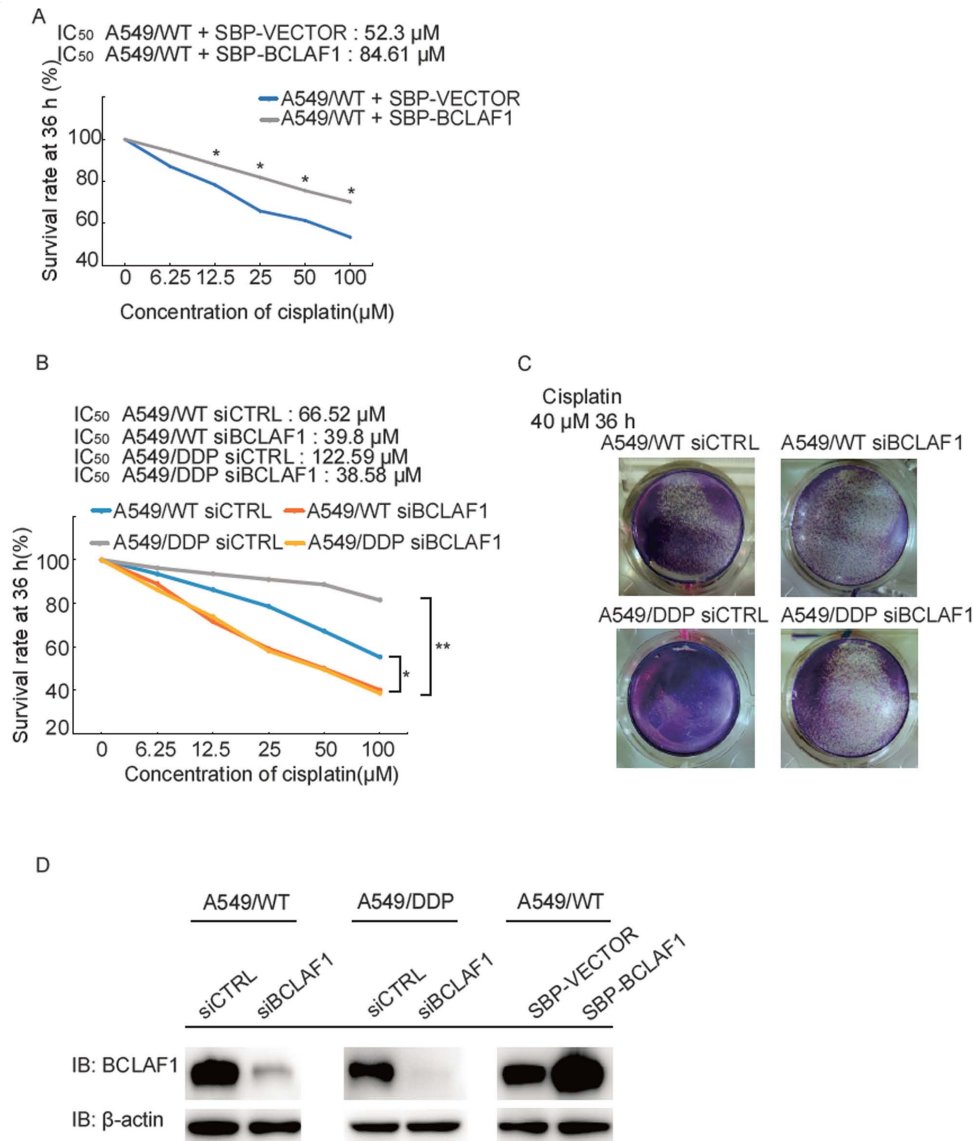 A
IC50 A549/WT + SBP-VECTOR : 52.3 μM
IC50 A549/WT + SBP-BCLAF1 : 84.61 μM
Survival rate at 36 h (%)
A549/WT + SBP-VECTOR
A549/WT + SBP-BCLAF1
100
80
60
40
* * * *
0 6.25 12.5 25 50 100
Concentration of cisplatin(μM)
B
IC50 A549/WT siCTRL : 66.52 μM
IC50 A549/WT siBCLAF1 : 39.8 μM
IC50 A549/DDP siCTRL : 122.59 μM
IC50 A549/DDP siBCLAF1 : 38.58 μM
A549/WT siCTRL A549/WT siBCLAF1
A549/DDP siCTRL A549/DDP siBCLAF1
Survival rate at 36 h(%)
100
80
60
40
20
**
*
0 6.25 12.5 25 50 100
Concentration of cisplatin(μM)
C
Cisplatin
40 μM 36 h
A549/WT siCTRL A549/WT siBCLAF1
A549/DDP siCTRL A549/DDP siBCLAF1
D
A549/WT A549/DDP A549/WT
siCTRL siBCLAF1 siCTRL siBCLAF1 SBP-VECTOR SBP-BCLAF1
IB: BCLAF1
IB: β-actin